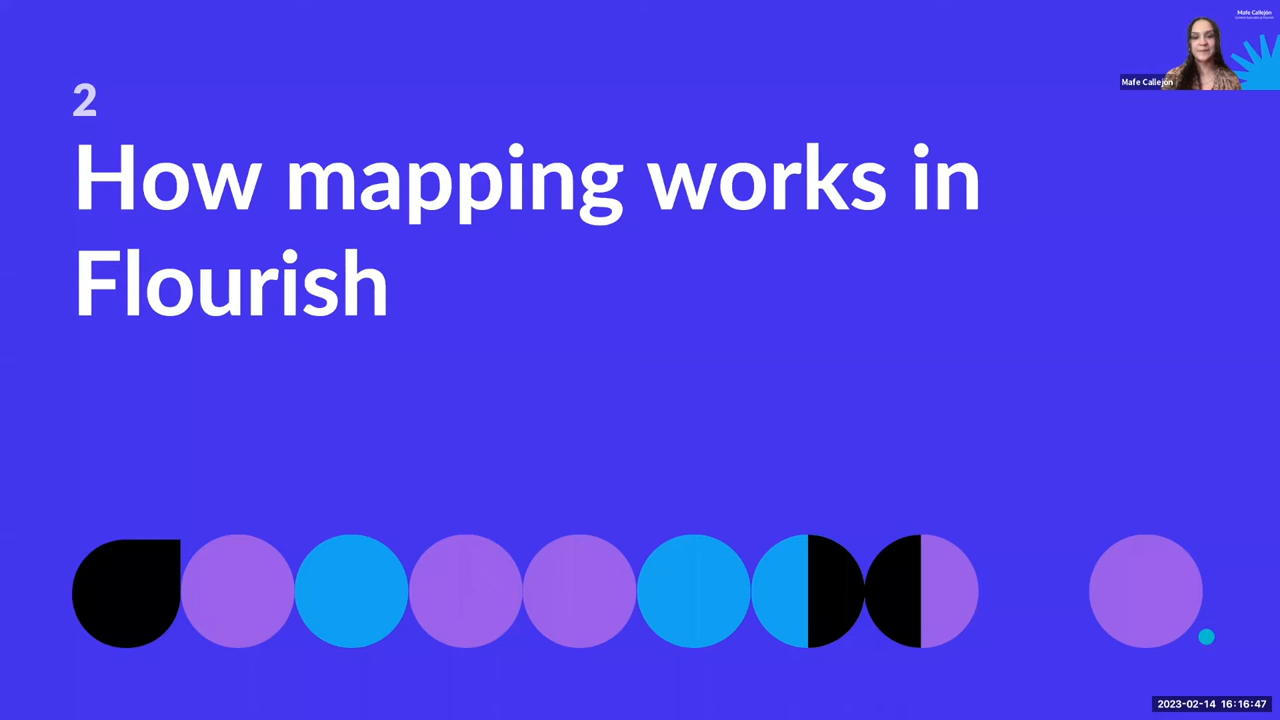 Mafe Callejón
Mafe Callejón
2
How mapping works in
Flourish
2023-02-14 16:16:47